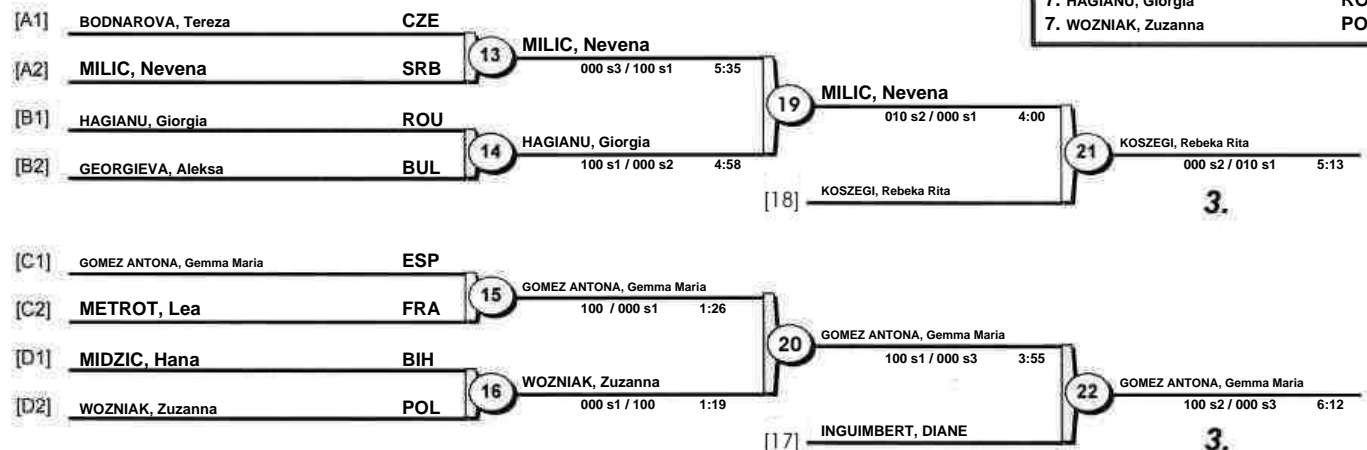 7. HAGIANU, Giorgia RO
7. WOZNIAK, Zuzanna PO
[A1] BODNAROVA, Tereza CZE
13 MILIC, Nevena
000 s3 / 100 s1 5:35
[A2] MILIC, Nevena SRB
19 MILIC, Nevena
010 s2 / 000 s1 4:00
[B1] HAGIANU, Giorgia ROU
14 HAGIANU, Giorgia
100 s1 / 000 s2 4:58
[B2] GEORGIEVA, Aleksa BUL
21 KOSZEGI, Rebeka Rita
000 s2 / 010 s1 5:13
[18] KOSZEGI, Rebeka Rita
3.
[C1] GOMEZ ANTONA, Gemma Maria ESP
15 GOMEZ ANTONA, Gemma Maria
100 / 000 s1 1:26
[C2] METROT, Lea FRA
20 GOMEZ ANTONA, Gemma Maria
100 s1 / 000 s3 3:55
[D1] MIDZIC, Hana BIH
16 WOZNIAK, Zuzanna
000 s1 / 100 1:19
[D2] WOZNIAK, Zuzanna POL
22 GOMEZ ANTONA, Gemma Maria
100 s2 / 000 s3 6:12
[17] INGUIMBERT, DIANE
3.